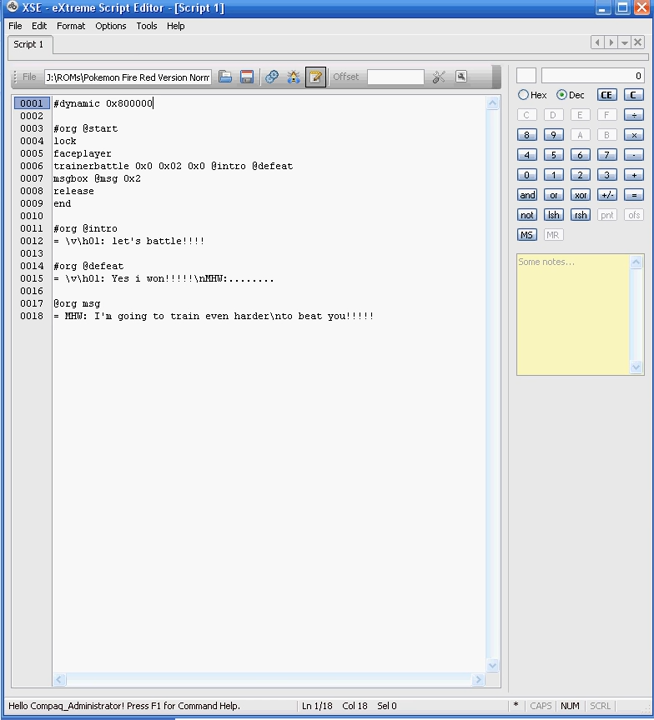 XSE - eXtreme Script Editor - [Script 1]
File Edit Format Options Tools Help
Script 1
File J:\ROMs\Pokemon Fire Red Version Norm Offset
0
Hex Dec CE C
C D E F ÷
8 9 A B x
4 5 6 7 -
0 1 2 3 +
and or xor +/- =
not lsh rsh pnt ofs
MS MR
Some notes...
0001 #dynamic 0x800000
0002
0003 #org @start
0004 lock
0005 faceplayer
0006 trainerbattle 0x0 0x02 0x0 @intro @defeat
0007 msgbox @msg 0x2
0008 release
0009 end
0010
0011 #org @intro
0012 = \v\h01: let's battle!!!!
0013
0014 #org @defeat
0015 = \v\h01: Yes i won!!!!!\nMHW:........
0016
0017 @org msg
0018 = MHW: I'm going to train even harder\nto beat you!!!!!
Hello Compaq_Administrator! Press F1 for Command Help. Ln 1/18 Col 18 Sel 0 * CAPS NUM SCRL